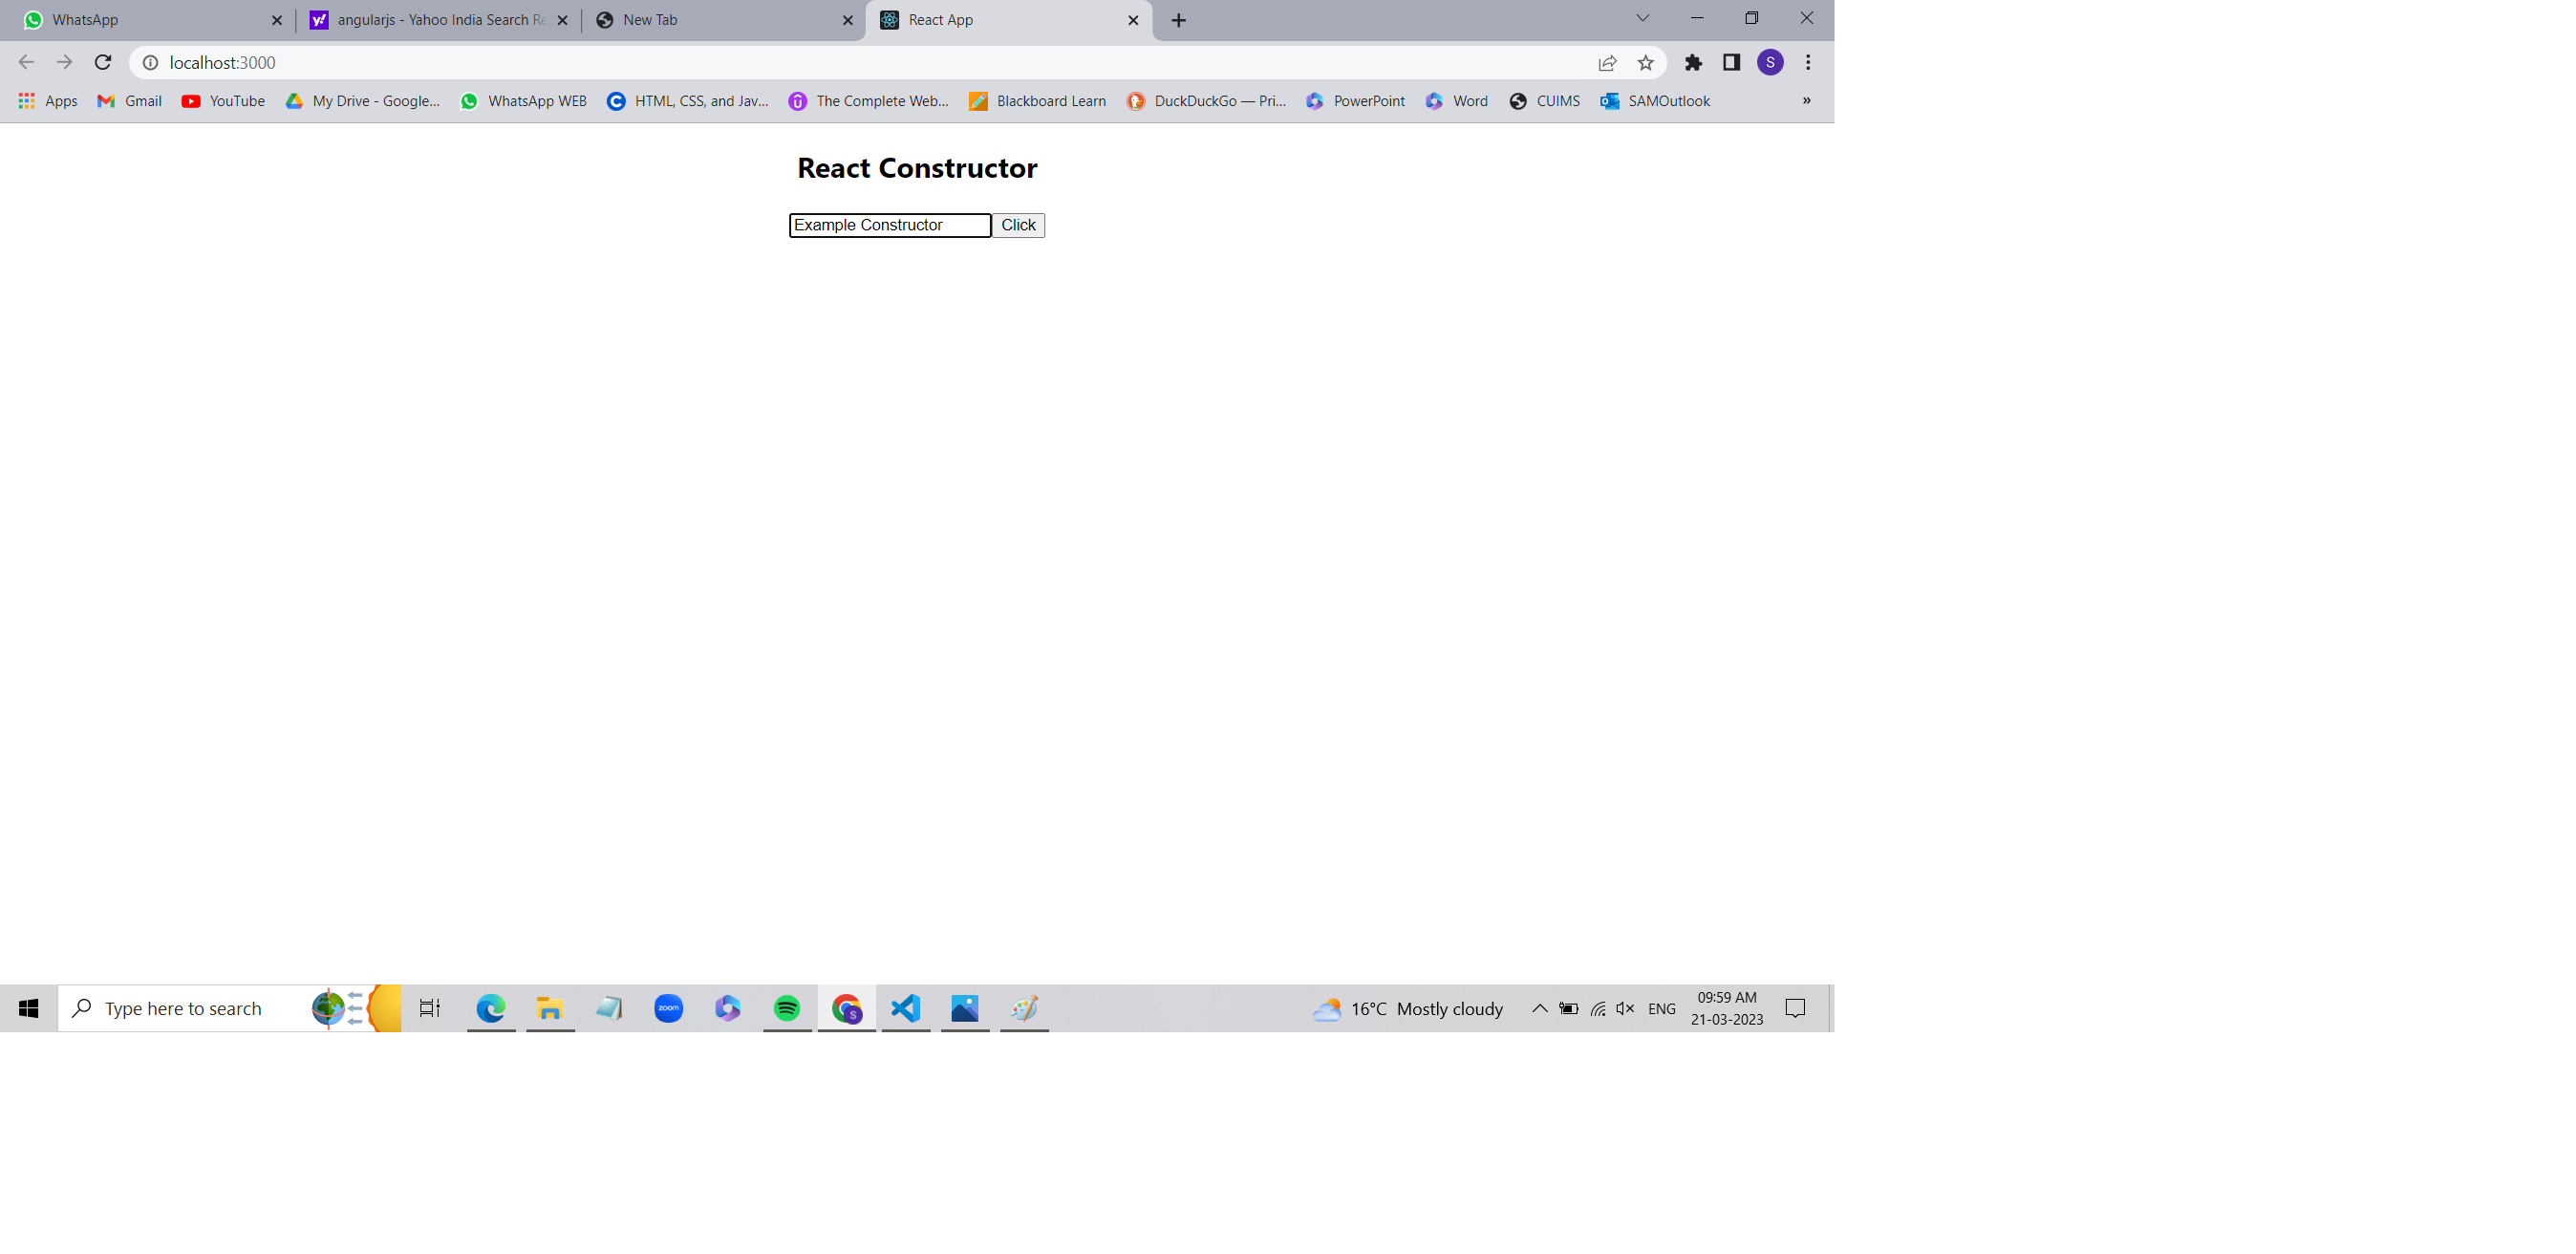 WhatsApp
angularjs - Yahoo India Search Re
New Tab
React App
localhost:3000
S
Apps
Gmail
YouTube
My Drive - Google...
WhatsApp WEB
HTML, CSS, and Jav...
The Complete Web...
Blackboard Learn
DuckDuckGo — Pri...
PowerPoint
Word
CUIMS
SAMOutlook
»
React Constructor
Example Constructor
Click
Type here to search
zoom
S
16°C Mostly cloudy
ENG
09:59 AM
21-03-2023